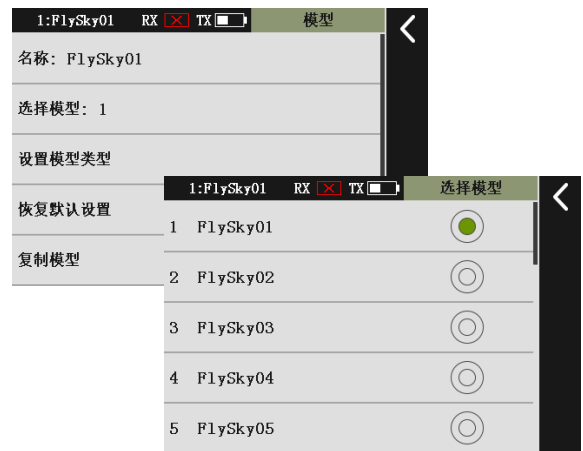 1:FlySky01 RX TX 模型
名称: FlySky01
选择模型: 1
设置模型类型
恢复默认设置
复制模型
1:FlySky01 RX TX 选择模型
1 FlySky01
2 FlySky02
3 FlySky03
4 FlySky04
5 FlySky05